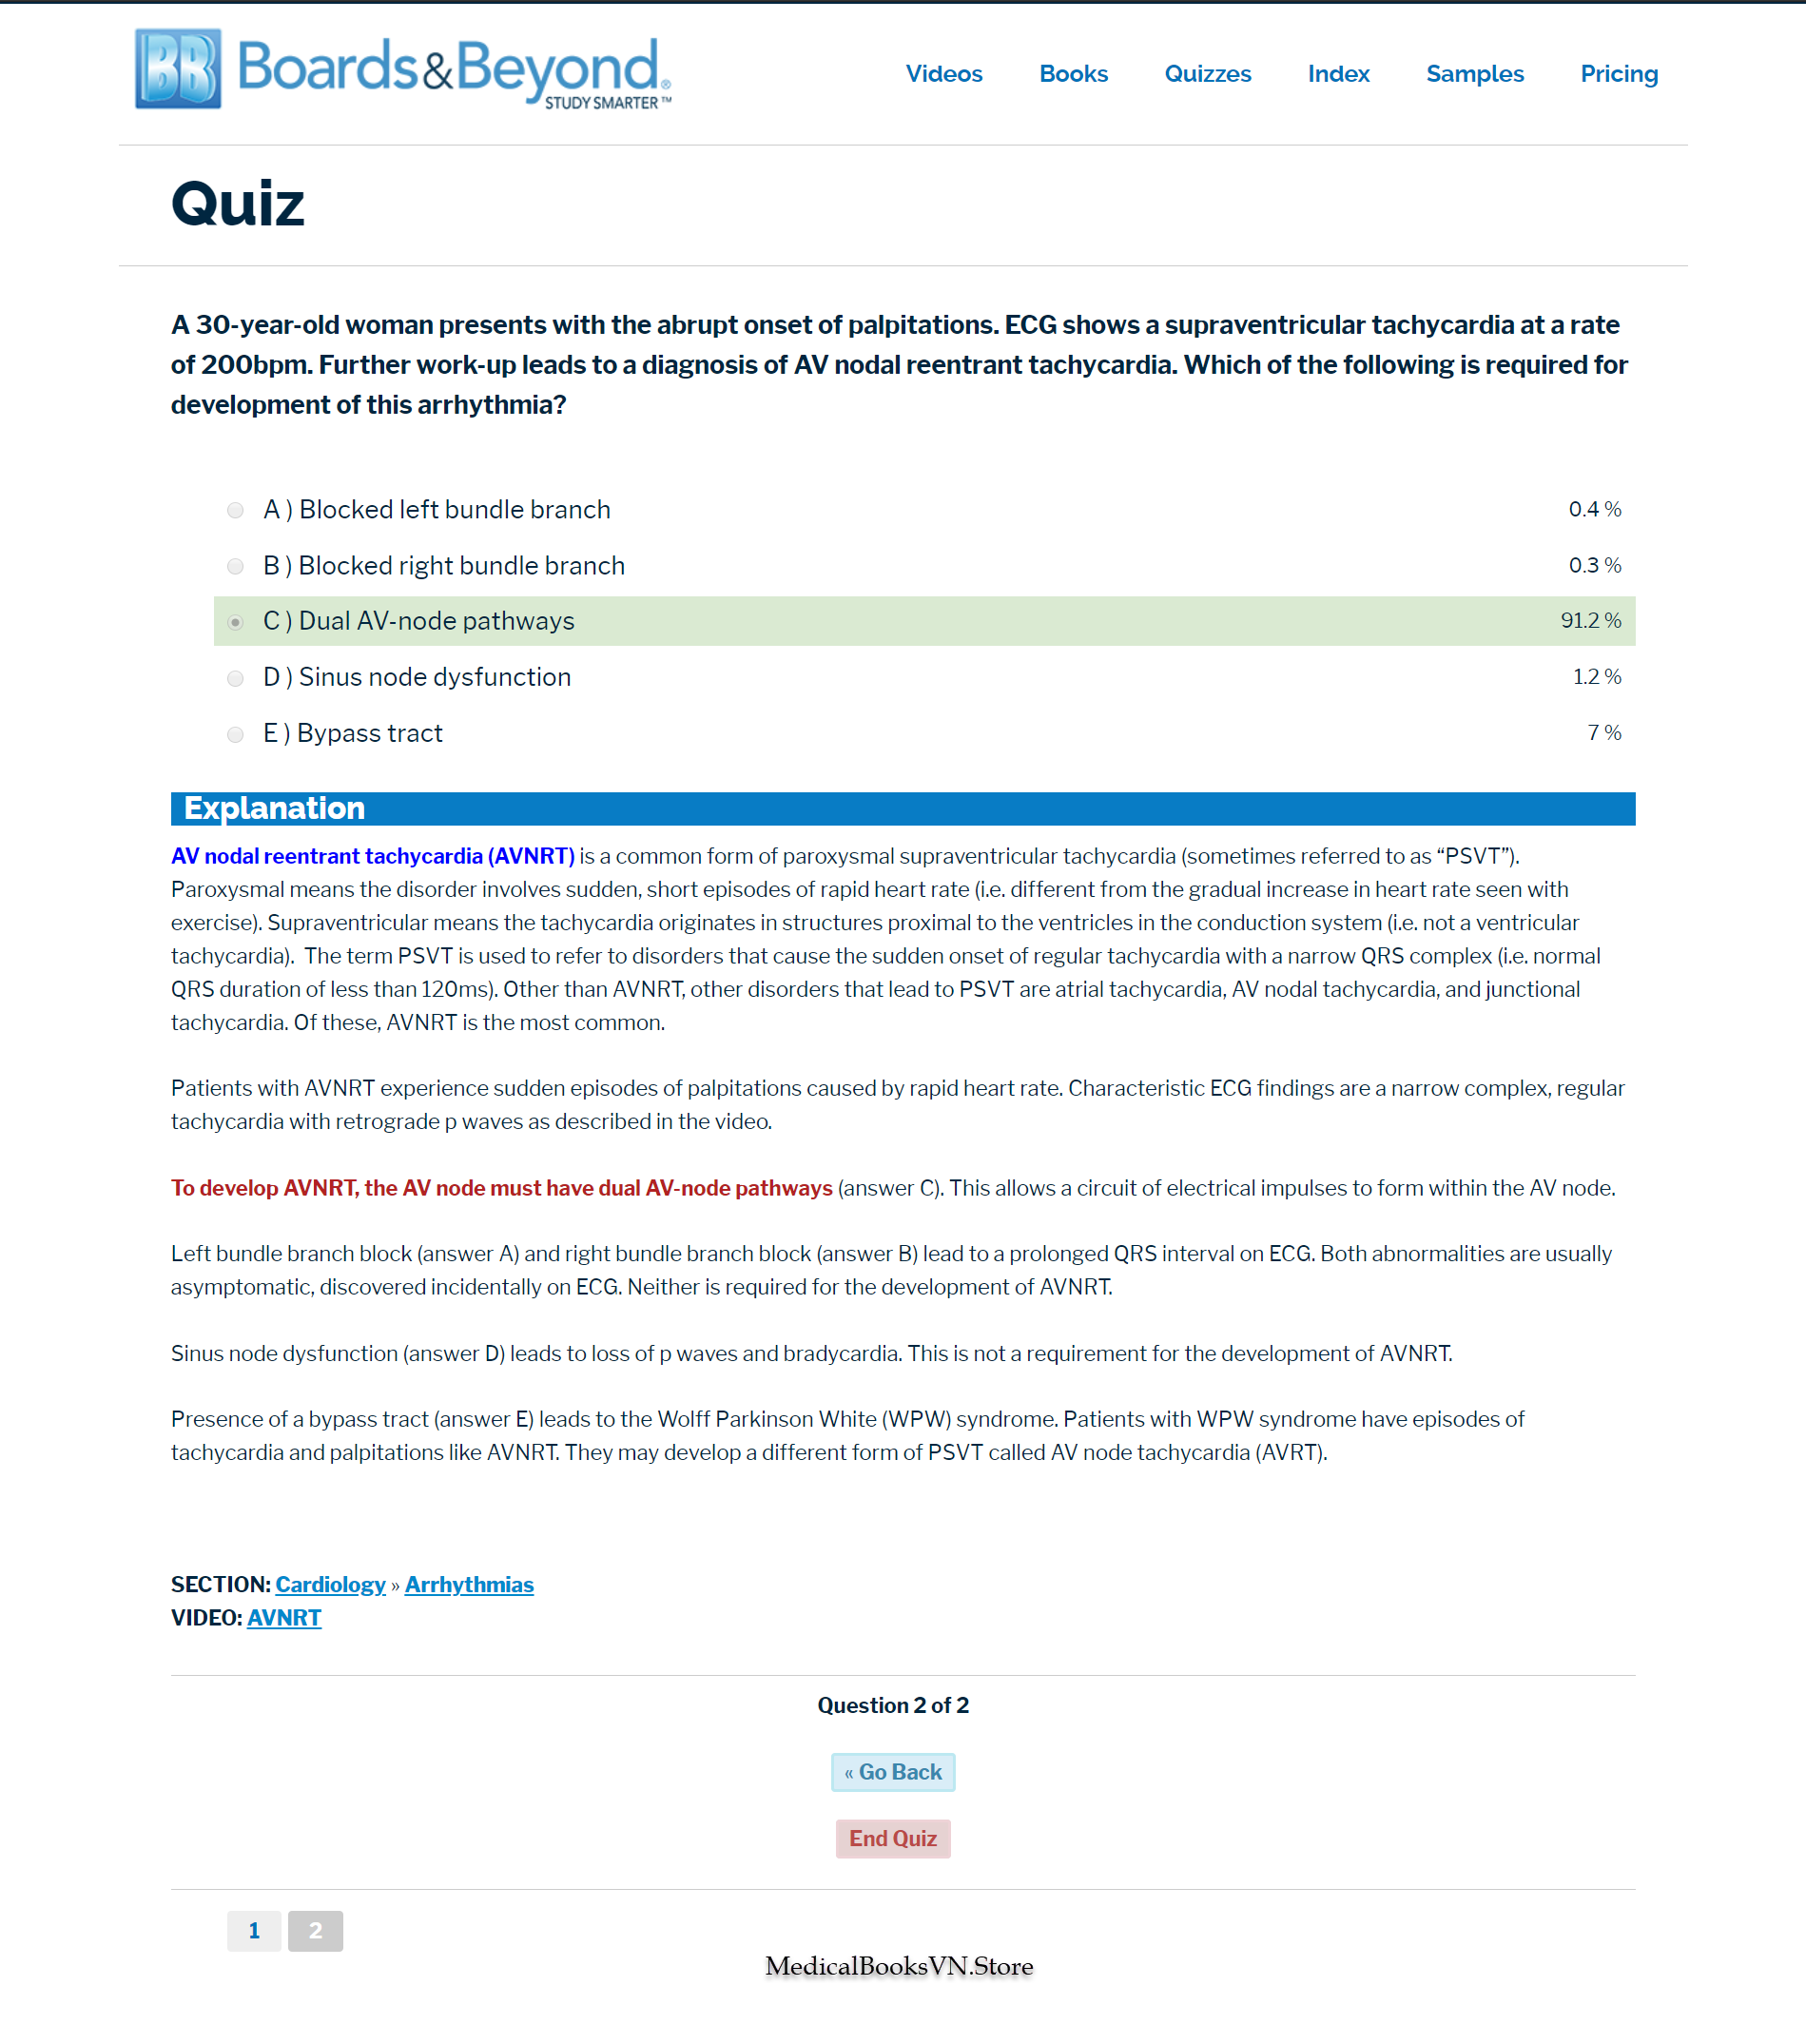 BB Boards&Beyond®
STUDY SMARTER™
Videos Books Quizzes Index Samples Pricing
Quiz
A 30-year-old woman presents with the abrupt onset of palpitations. ECG shows a supraventricular tachycardia at a rate
of 200bpm. Further work-up leads to a diagnosis of AV nodal reentrant tachycardia. Which of the following is required for
development of this arrhythmia?
A ) Blocked left bundle branch 0.4 %
B ) Blocked right bundle branch 0.3 %
C ) Dual AV-node pathways 91.2 %
D ) Sinus node dysfunction 1.2 %
E ) Bypass tract 7 %
Explanation
AV nodal reentrant tachycardia (AVNRT) is a common form of paroxysmal supraventricular tachycardia (sometimes referred to as “PSVT”).
Paroxysmal means the disorder involves sudden, short episodes of rapid heart rate (i.e. different from the gradual increase in heart rate seen with
exercise). Supraventricular means the tachycardia originates in structures proximal to the ventricles in the conduction system (i.e. not a ventricular
tachycardia). The term PSVT is used to refer to disorders that cause the sudden onset of regular tachycardia with a narrow QRS complex (i.e. normal
QRS duration of less than 120ms). Other than AVNRT, other disorders that lead to PSVT are atrial tachycardia, AV nodal tachycardia, and junctional
tachycardia. Of these, AVNRT is the most common.
Patients with AVNRT experience sudden episodes of palpitations caused by rapid heart rate. Characteristic ECG findings are a narrow complex, regular
tachycardia with retrograde p waves as described in the video.
To develop AVNRT, the AV node must have dual AV-node pathways (answer C). This allows a circuit of electrical impulses to form within the AV node.
Left bundle branch block (answer A) and right bundle branch block (answer B) lead to a prolonged QRS interval on ECG. Both abnormalities are usually
asymptomatic, discovered incidentally on ECG. Neither is required for the development of AVNRT.
Sinus node dysfunction (answer D) leads to loss of p waves and bradycardia. This is not a requirement for the development of AVNRT.
Presence of a bypass tract (answer E) leads to the Wolff Parkinson White (WPW) syndrome. Patients with WPW syndrome have episodes of
tachycardia and palpitations like AVNRT. They may develop a different form of PSVT called AV node tachycardia (AVRT).
SECTION: Cardiology » Arrhythmias
VIDEO: AVNRT
Question 2 of 2
« Go Back
End Quiz
1 2
MedicalBooksVN.Store